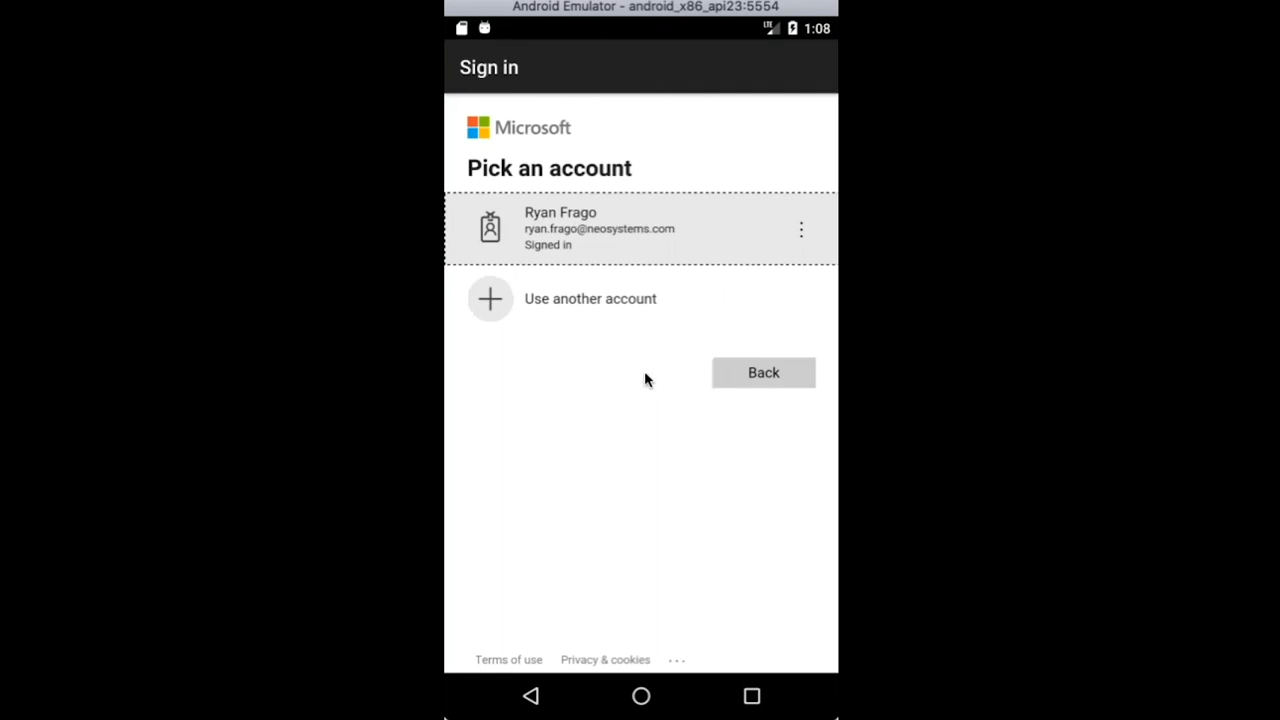 Android Emulator - android_x86_api23:5554
LTE 1:08
Sign in
Microsoft
Pick an account
Ryan Frago
ryan.frago@neosystems.com
Signed in
Use another account
Back
Terms of use Privacy & cookies ...